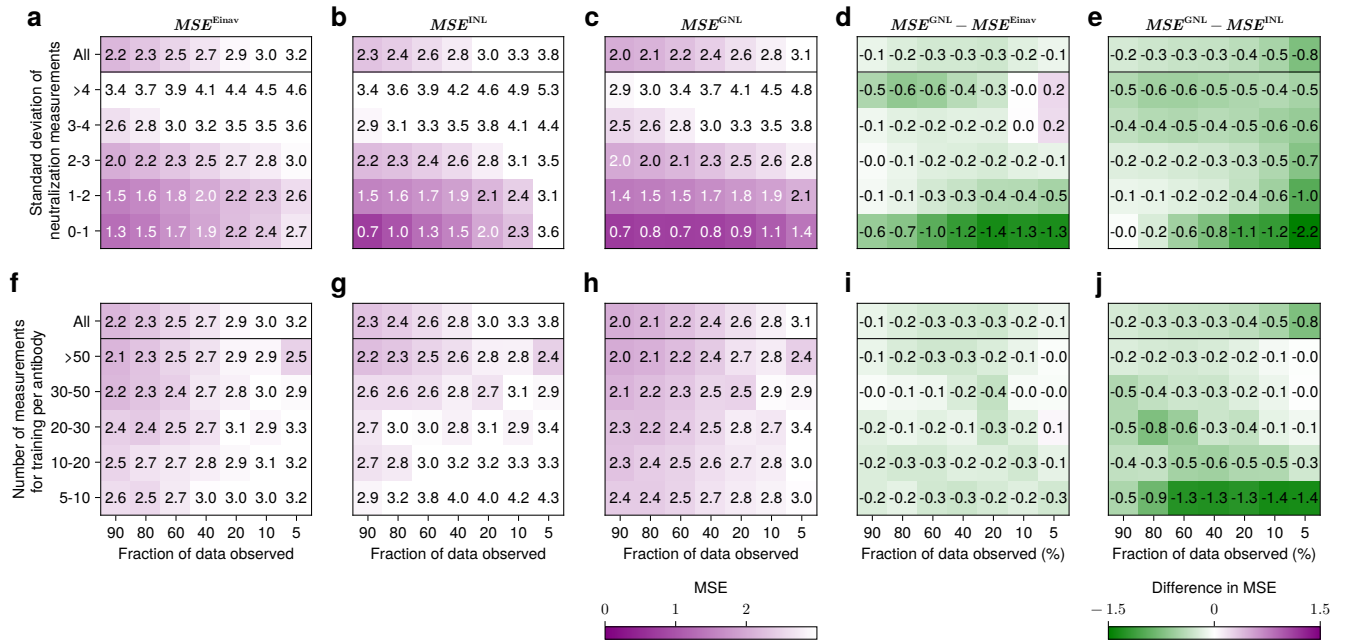 a MSE^Einav b MSE^INL c MSE^GNL d MSE^GNL − MSE^Einav e MSE^GNL − MSE^INL
Standard deviation of
neutralization measurements
All 2.2 2.3 2.5 2.7 2.9 3.0 3.2 2.3 2.4 2.6 2.8 3.0 3.3 3.8 2.0 2.1 2.2 2.4 2.6 2.8 3.1 -0.1 -0.2 -0.3 -0.3 -0.3 -0.2 -0.1 -0.2 -0.3 -0.3 -0.3 -0.4 -0.5 -0.8
>4 3.4 3.7 3.9 4.1 4.4 4.5 4.6 3.4 3.6 3.9 4.2 4.6 4.9 5.3 2.9 3.0 3.4 3.7 4.1 4.5 4.8 -0.5 -0.6 -0.6 -0.4 -0.3 -0.0 0.2 -0.5 -0.6 -0.6 -0.5 -0.5 -0.4 -0.5
3-4 2.6 2.8 3.0 3.2 3.5 3.5 3.6 2.9 3.1 3.3 3.5 3.8 4.1 4.4 2.5 2.6 2.8 3.0 3.3 3.5 3.8 -0.1 -0.2 -0.2 -0.2 -0.2 0.0 0.2 -0.4 -0.4 -0.5 -0.4 -0.5 -0.6 -0.6
2-3 2.0 2.2 2.3 2.5 2.7 2.8 3.0 2.2 2.3 2.4 2.6 2.8 3.1 3.5 2.0 2.0 2.1 2.3 2.5 2.6 2.8 -0.0 -0.1 -0.2 -0.2 -0.2 -0.2 -0.1 -0.2 -0.2 -0.2 -0.3 -0.3 -0.5 -0.7
1-2 1.5 1.6 1.8 2.0 2.2 2.3 2.6 1.5 1.6 1.7 1.9 2.1 2.4 3.1 1.4 1.5 1.5 1.7 1.8 1.9 2.1 -0.1 -0.1 -0.3 -0.3 -0.4 -0.4 -0.5 -0.1 -0.1 -0.2 -0.2 -0.4 -0.6 -1.0
0-1 1.3 1.5 1.7 1.9 2.2 2.4 2.7 0.7 1.0 1.3 1.5 2.0 2.3 3.6 0.7 0.8 0.7 0.8 0.9 1.1 1.4 -0.6 -0.7 -1.0 -1.2 -1.4 -1.3 -1.3 -0.0 -0.2 -0.6 -0.8 -1.1 -1.2 -2.2
f g h i j
Number of measurements
for training per antibody
All 2.2 2.3 2.5 2.7 2.9 3.0 3.2 2.3 2.4 2.6 2.8 3.0 3.3 3.8 2.0 2.1 2.2 2.4 2.6 2.8 3.1 -0.1 -0.2 -0.3 -0.3 -0.3 -0.2 -0.1 -0.2 -0.3 -0.3 -0.3 -0.4 -0.5 -0.8
>50 2.1 2.3 2.5 2.7 2.9 2.9 2.5 2.2 2.3 2.5 2.6 2.8 2.8 2.4 2.0 2.1 2.2 2.4 2.7 2.8 2.4 -0.1 -0.2 -0.3 -0.3 -0.2 -0.1 -0.0 -0.2 -0.2 -0.2 -0.2 -0.2 -0.1 -0.0
30-50 2.2 2.3 2.4 2.7 2.8 3.0 2.9 2.6 2.6 2.6 2.8 2.7 3.1 2.9 2.1 2.2 2.3 2.5 2.5 2.9 2.9 -0.0 -0.1 -0.1 -0.2 -0.4 -0.0 -0.0 -0.5 -0.4 -0.3 -0.3 -0.2 -0.2 -0.0
20-30 2.4 2.4 2.5 2.7 3.1 2.9 3.3 2.7 3.0 3.0 2.8 3.1 2.9 3.4 2.3 2.2 2.4 2.5 2.8 2.7 3.4 -0.2 -0.2 -0.1 -0.2 -0.3 -0.2 0.1 -0.5 -0.8 -0.6 -0.3 -0.4 -0.1 -0.1
10-20 2.5 2.7 2.7 2.8 2.9 3.1 3.2 2.7 2.8 3.0 3.2 3.2 3.3 3.3 2.3 2.4 2.5 2.6 2.7 2.8 3.0 -0.2 -0.3 -0.2 -0.2 -0.2 -0.3 -0.1 -0.4 -0.3 -0.5 -0.6 -0.5 -0.5 -0.3
5-10 2.6 2.5 2.7 3.0 3.0 3.0 3.2 2.9 3.2 3.8 4.0 4.0 4.2 4.3 2.4 2.4 2.5 2.7 2.8 2.8 3.0 -0.2 -0.2 -0.3 -0.3 -0.2 -0.2 -0.3 -0.5 -0.9 -1.3 -1.3 -1.3 -1.4 -1.4
90 80 60 40 20 10 5 90 80 60 40 20 10 5 90 80 60 40 20 10 5 90 80 60 40 20 10 5 90 80 60 40 20 10 5
Fraction of data observed Fraction of data observed Fraction of data observed Fraction of data observed (%) Fraction of data observed (%)
MSE Difference in MSE
0 1 2 −1.5 0 1.5